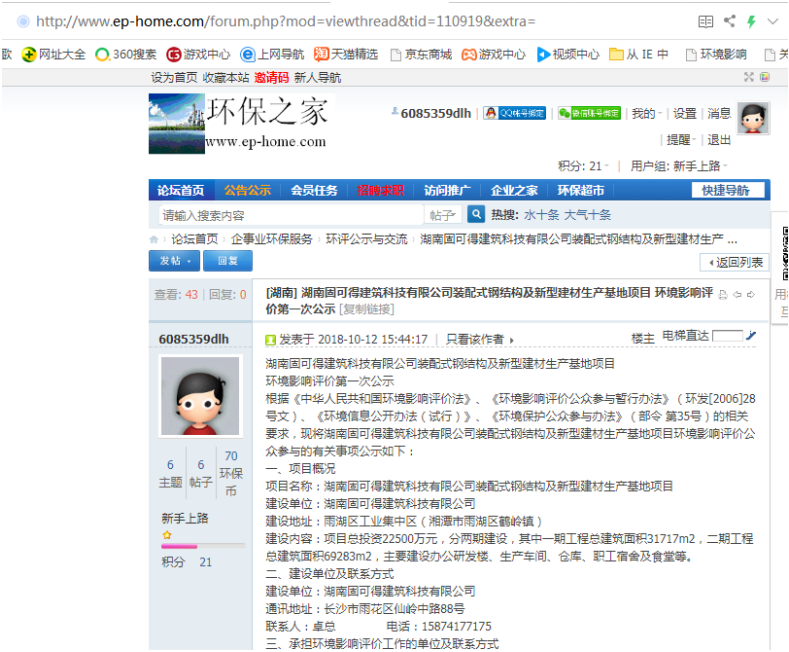 http://www.ep-home.com/forum.php?mod=viewthread&tid=110919&extra=
歌 网址大全 360搜索 游戏中心 上网导航 天猫精选 京东商城 游戏中心 视频中心 从 IE 中 环境影响 关
设为首页 收藏本站 邀请码 新人导航
环保之家
www.ep-home.com
6085359dlh | QQ帐号绑定 微信账号绑定 | 我的 | 设置 | 消息
| 提醒 | 退出
积分: 21 | 用户组: 新手上路
论坛首页 公告公示 会员任务 招聘求职 访问推广 企业之家 环保超市 快捷导航
请输入搜索内容 帖子 热搜: 水十条 大气十条
论坛首页 › 企事业环保服务 › 环评公示与交流 › 湖南固可得建筑科技有限公司装配式钢结构及新型建材生产 ...
发帖 回复 返回列表
查看: 43 | 回复: 0
[湖南] 湖南固可得建筑科技有限公司装配式钢结构及新型建材生产基地项目 环境影响评
价第一次公示 [复制链接]
6085359dlh
发表于 2018-10-12 15:44:17 | 只看该作者
楼主 电梯直达
湖南固可得建筑科技有限公司装配式钢结构及新型建材生产基地项目
环境影响评价第一次公示
根据《中华人民共和国环境影响评价法》、《环境影响评价公众参与暂行办法》（环发[2006]28
号文）、《环境信息公开办法（试行）》、《环境保护公众参与办法》（部令 第35号）的相关
要求，现将湖南固可得建筑科技有限公司装配式钢结构及新型建材生产基地项目环境影响评价公
众参与的有关事项公示如下：
一、项目概况
项目名称：湖南固可得建筑科技有限公司装配式钢结构及新型建材生产基地项目
建设单位：湖南固可得建筑科技有限公司
建设地址：雨湖区工业集中区（湘潭市雨湖区鹤岭镇）
建设内容：项目总投资22500万元，分两期建设，其中一期工程总建筑面积31717m2，二期工程
总建筑面积69283m2，主要建设办公研发楼、生产车间、仓库、职工宿舍及食堂等。
二、建设单位及联系方式
建设单位：湖南固可得建筑科技有限公司
通讯地址：长沙市雨花区仙岭中路88号
联系人：卓总 电话：15874177175
三、承担环境影响评价工作的单位及联系方式
6 6 70
主题 帖子 环保
币
新手上路
积分 21
用
互